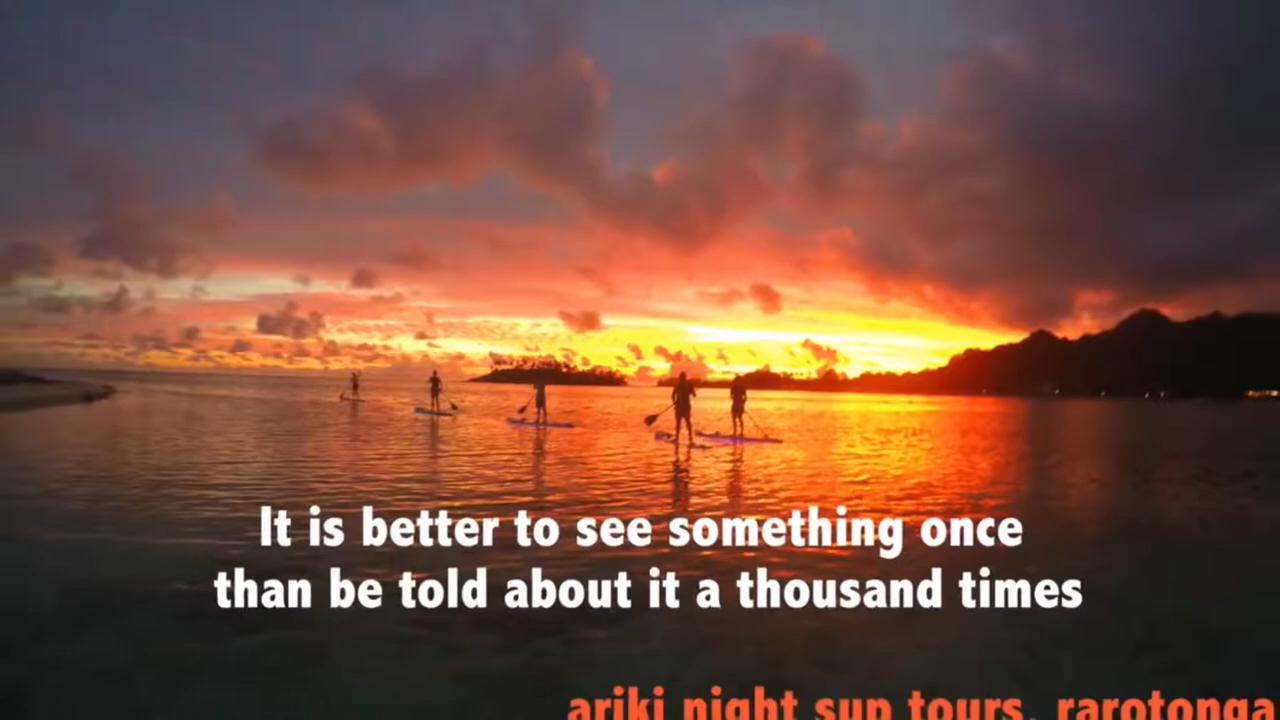 It is better to see something once
than be told about it a thousand times
ariki night sup tours, rarotonga